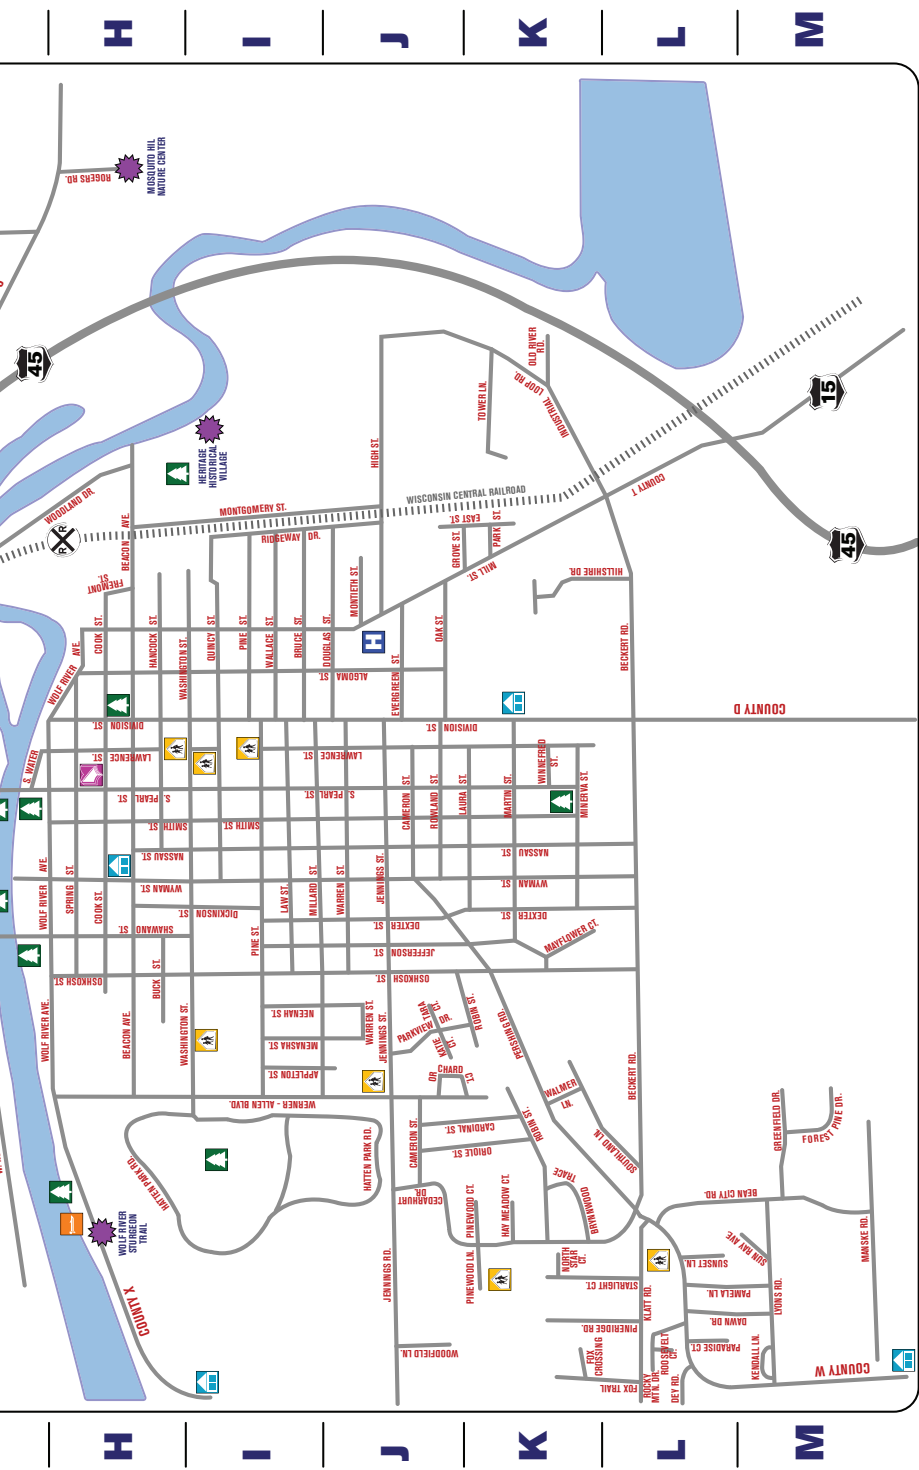 H
I
J
K
L
M
ROGERS RD.
MOSQUITO HILL
NATURE CENTER
45
OLD RIVER
RD.
INDUSTRIAL LOOP RD.
TOWER LN.
15
HIGH ST.
HERITAGE
HISTORICAL
VILLAGE
WOODLAND DR.
WISCONSIN CENTRAL RAILROAD
COUNTY T
MONTGOMERY ST.
R R
BEACON AVE.
RIDGEWAY DR.
EAST ST.
GROVE ST.
PARK ST.
45
MILL ST.
FREMONT
ST.
MONTIETH ST.
HILLSHIRE DR.
COOK ST.
HANCOCK ST.
WASHINGTON ST.
QUINCY ST.
PINE ST.
WALLACE ST.
BRUCE ST.
DOUGLAS ST.
H
OAK ST.
BECKERT RD.
WOLF RIVER AVE.
ALGOMA ST.
EVERGREEN ST.
COUNTY D
DIVISION ST.
DIVISION ST.
S. WATER
LAWRENCE ST.
LAWRENCE ST.
WINNEFRED
ST.
S. PEARL ST.
S. PEARL ST.
CAMERON ST.
ROWLAND ST.
LAURA ST.
MARTIN ST.
MINERVA ST.
SMITH ST.
SMITH ST.
NASSAU ST.
NASSAU ST.
WOLF RIVER AVE.
SPRING ST.
COOK ST.
WYMAN ST.
WYMAN ST.
LAW ST.
MILLARD ST.
WARREN ST.
JENNINGS ST.
DICKINSON ST.
DEXTER ST.
DEXTER ST.
SHAWANO ST.
PINE ST.
MAYFLOWER CT.
JEFFERSON ST.
OSHKOSH ST.
OSHKOSH ST.
BUCK ST.
WOLF RIVER AVE.
BEACON AVE.
WASHINGTON ST.
NEENAH ST.
MENASHA ST.
APPLETON ST.
WARREN ST.
JENNINGS ST.
PARKVIEW DR.
TARA
CT.
KATIE
CT.
ROBIN ST.
PERSHING RD.
ORCHARD
CT.
WERNER - ALLEN BLVD.
WALMER
LN.
BECKERT RD.
SOUTHLAND LN.
GREENFIELD DR.
FOREST PINE DR.
HATTEN PARK RD.
HATTEN PARK RD.
CAMERON ST.
CARDINAL ST.
ORIOLE ST.
ROBIN ST.
CEDARHURT
DR.
PINEWOOD CT.
HAY MEADOW CT.
BRYNNWOOD
TRACE
BEAN CITY RD.
MANSKE RD.
WOLF RIVER
STURGEON
TRAIL
COUNTY X
JENNINGS RD.
PINEWOOD LN.
NORTH
STAR
CT.
STARLIGHT CT.
SUNSET LN.
SUN RAY AVE.
PAMELA LN.
LYONS RD.
KLATT RD.
PINERIDGE RD.
DAWN DR.
WOODFIELD LN.
FOX
CROSSING
ROOSEVELT
CT.
PARADISE CT.
KENDALL LN.
FOX TRAIL
ROCKY
MTN. DR.
DEY RD.
COUNTY W
H
I
J
K
L
M